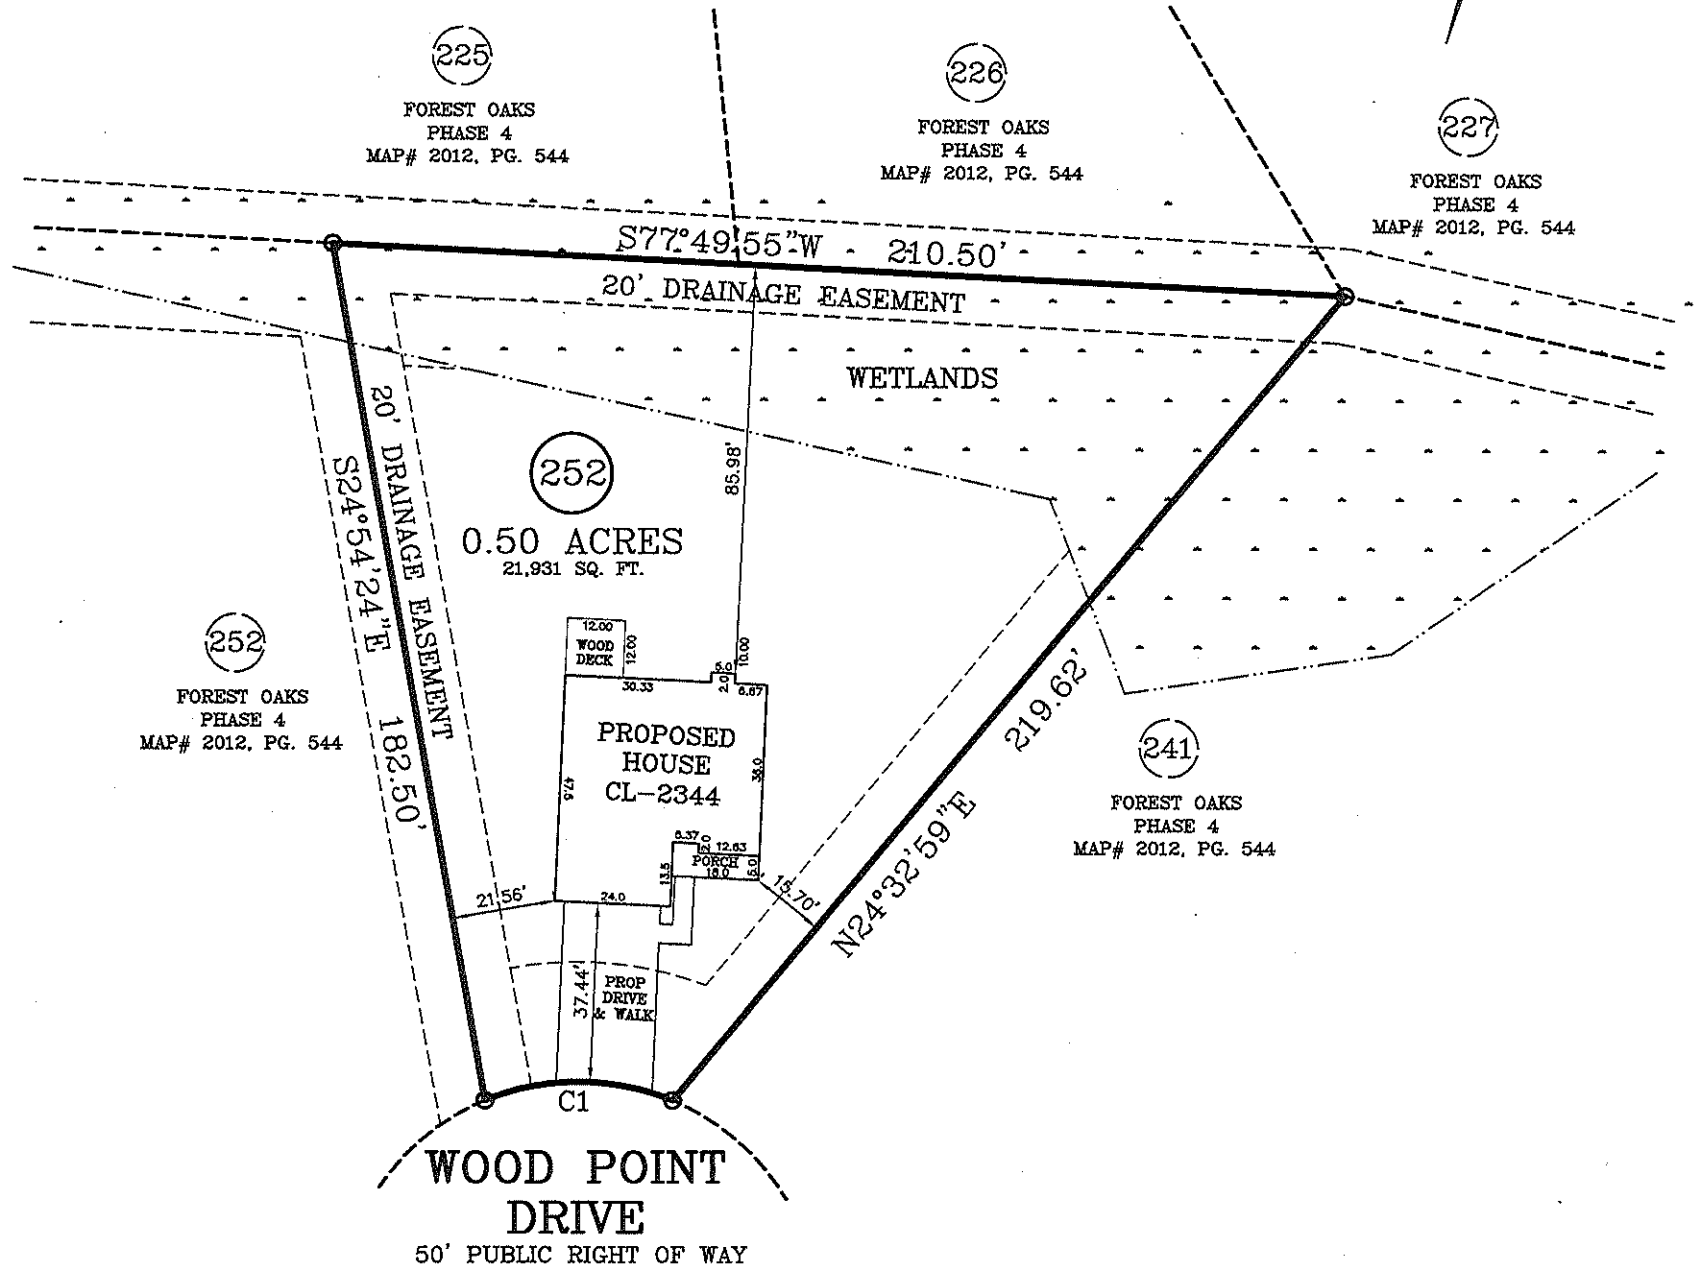 225
FOREST OAKS
PHASE 4
MAP# 2012, PG. 544
226
FOREST OAKS
PHASE 4
MAP# 2012, PG. 544
227
FOREST OAKS
PHASE 4
MAP# 2012, PG. 544
S77°49'55"W 210.50'
20' DRAINAGE EASEMENT
WETLANDS
20' DRAINAGE EASEMENT
S24°54'24"E 182.50'
85.98'
252
0.50 ACRES
21,931 SQ. FT.
252
FOREST OAKS
PHASE 4
MAP# 2012, PG. 544
12.00
WOOD
DECK
12.00
30.33
5.0
2.0
10.00
6.67
PROPOSED
HOUSE
CL-2344
47.5
38.0
6.37
2.0
12.63
PORCH
18.0
5.0
13.5
24.0
21.56'
15.70'
219.62'
N24°32'59"E
241
FOREST OAKS
PHASE 4
MAP# 2012, PG. 544
37.44'
PROP
DRIVE
& WALK
C1
WOOD POINT
DRIVE
50' PUBLIC RIGHT OF WAY